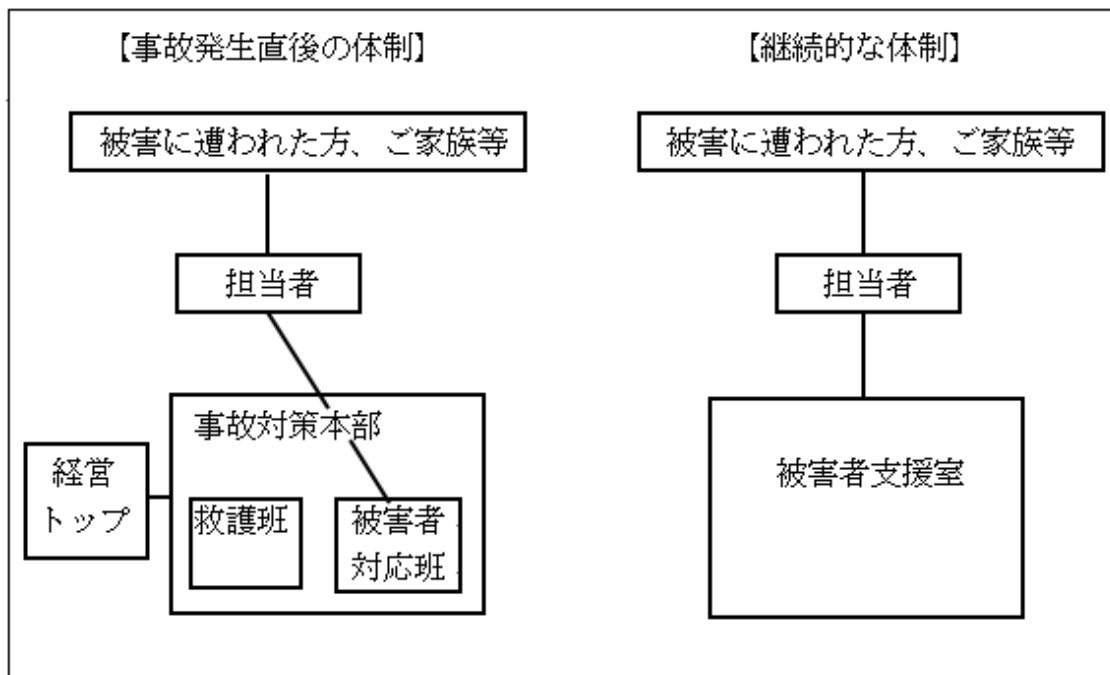 【事故発生直後の体制】
被害に遭われた方、ご家族等
担当者
事故対策本部
経営
トップ
救護班
被害者
対応班
【継続的な体制】
被害に遭われた方、ご家族等
担当者
被害者支援室